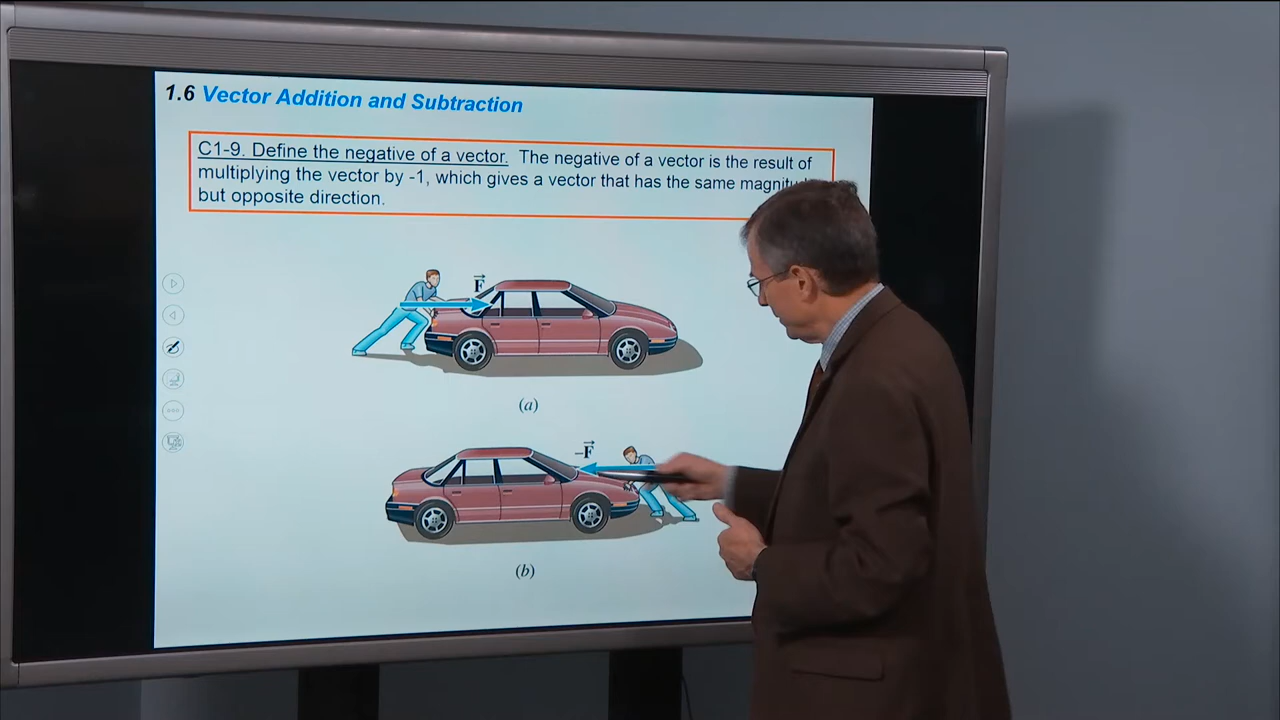 1.6 Vector Addition and Subtraction
C1-9. Define the negative of a vector. The negative of a vector is the result of
multiplying the vector by -1, which gives a vector that has the same
but opposite direction.
F⃗
(a)
–F⃗
(b)